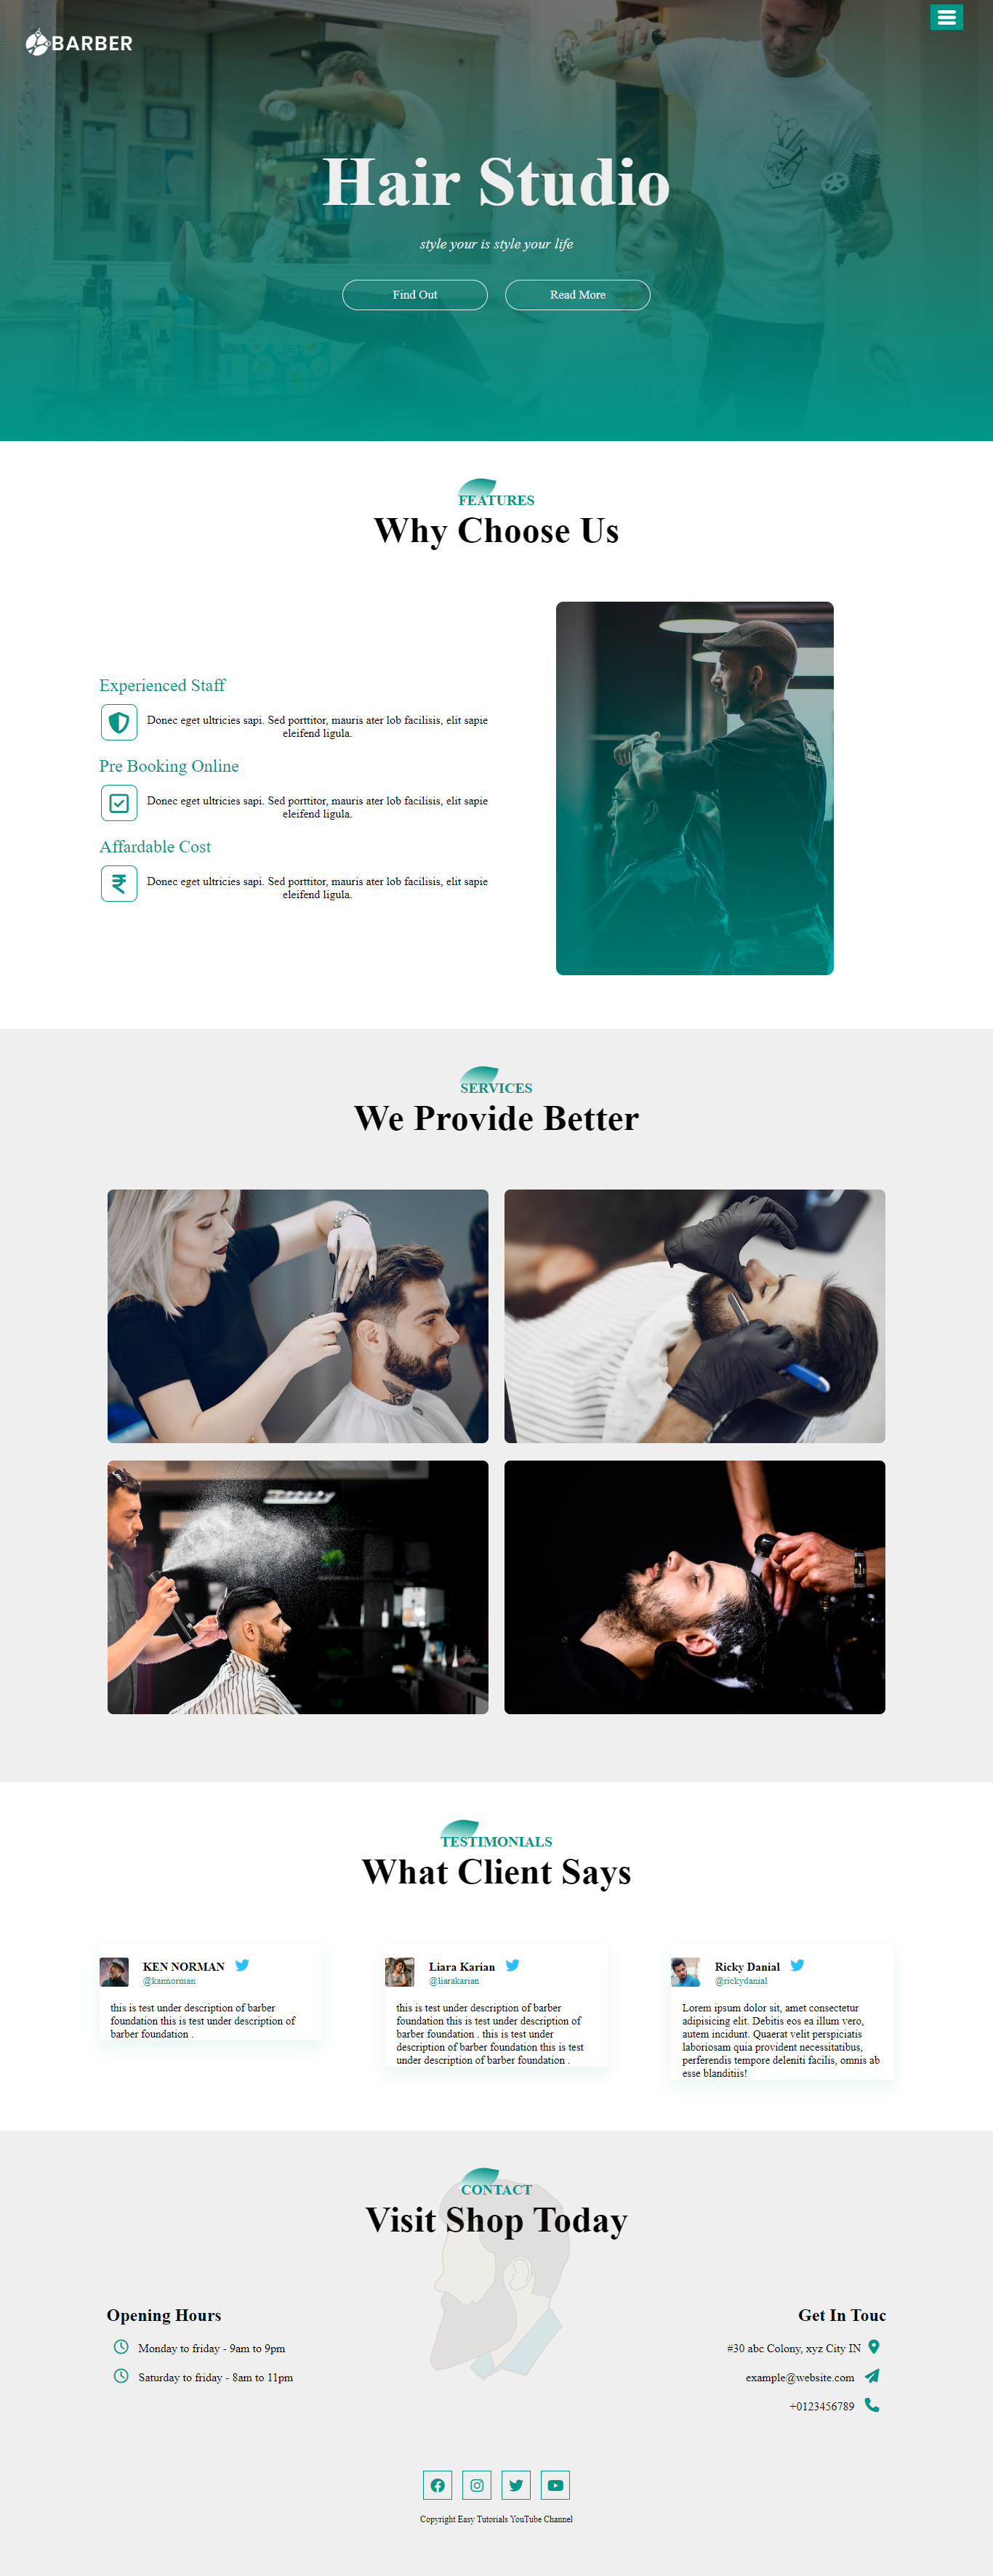 BARBER
Hair Studio
style your is style your life
Find Out
Read More
FEATURES
Why Choose Us
Experienced Staff
Donec eget ultricies sapi. Sed porttitor, mauris ater lob facilisis, elit sapie
eleifend ligula.
Pre Booking Online
Donec eget ultricies sapi. Sed porttitor, mauris ater lob facilisis, elit sapie
eleifend ligula.
Affardable Cost
Donec eget ultricies sapi. Sed porttitor, mauris ater lob facilisis, elit sapie
eleifend ligula.
SERVICES
We Provide Better
TESTIMONIALS
What Client Says
KEN NORMAN
@kannorman
this is test under description of barber
foundation this is test under description of
barber foundation .
Liara Karian
@liarakarian
this is test under description of barber
foundation this is test under description of
barber foundation . this is test under
description of barber foundation this is test
under description of barber foundation .
Ricky Danial
@rickydanial
Lorem ipsum dolor sit, amet consectetur
adipisicing elit. Debitis eos ea illum vero,
autem incidunt. Quaerat velit perspiciatis
laboriosam quia provident necessitatibus,
perferendis tempore deleniti facilis, omnis ab
esse blanditiis!
CONTACT
Visit Shop Today
Opening Hours
Monday to friday - 9am to 9pm
Saturday to friday - 8am to 11pm
Get In Touc
#30 abc Colony, xyz City IN
example@website.com
+0123456789
Copyright Easy Tutorials YouTube Channel